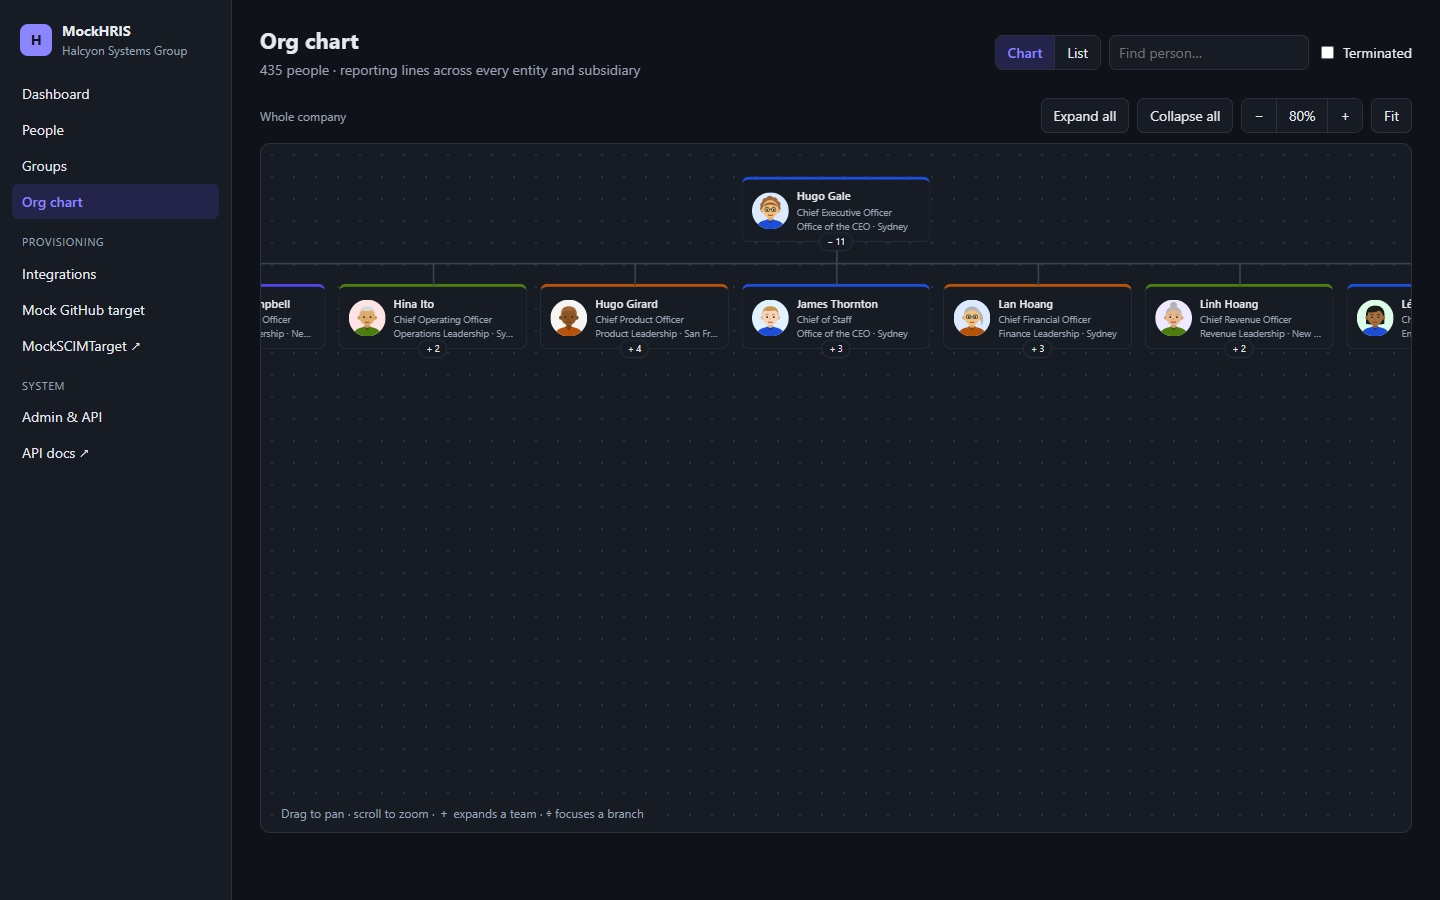 H
MockHRIS
Halcyon Systems Group
Dashboard
People
Groups
Org chart
PROVISIONING
Integrations
Mock GitHub target
MockSCIMTarget ↗
SYSTEM
Admin & API
API docs ↗
Org chart
435 people · reporting lines across every entity and subsidiary
Chart
List
Find person...
Terminated
Whole company
Expand all
Collapse all
−
80%
+
Fit
Hugo Gale
Chief Executive Officer
Office of the CEO · Sydney
− 11
mpbell
Officer
ership · Ne...
Hina Ito
Chief Operating Officer
Operations Leadership · Sy...
+ 2
Hugo Girard
Chief Product Officer
Product Leadership · San Fr...
+ 4
James Thornton
Chief of Staff
Office of the CEO · Sydney
+ 3
Lan Hoang
Chief Financial Officer
Finance Leadership · Sydney
+ 3
Linh Hoang
Chief Revenue Officer
Revenue Leadership · New ...
+ 2
Lé
Ch
En
Drag to pan · scroll to zoom · + expands a team · ⌖ focuses a branch